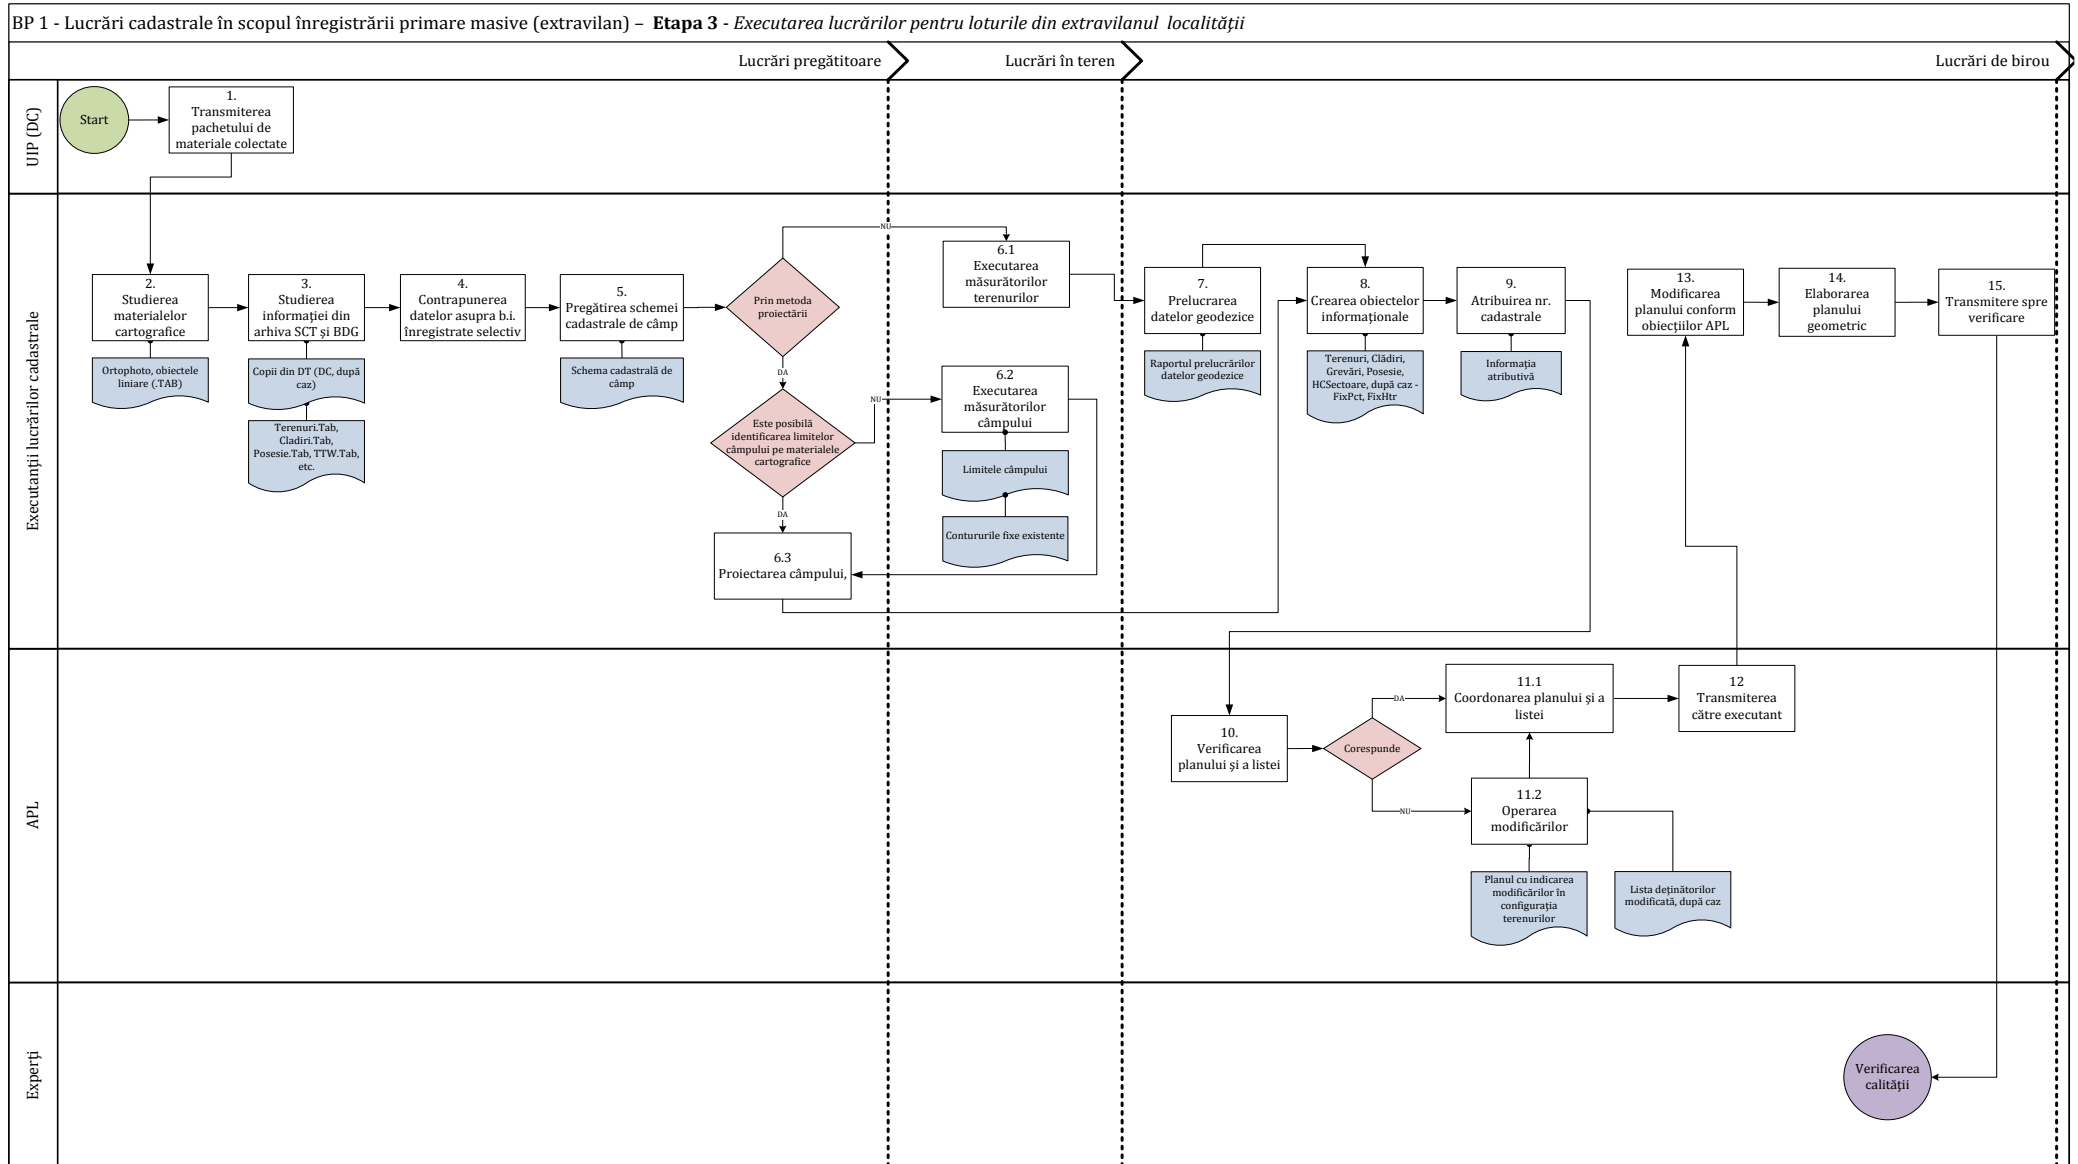 BP 1 - Lucrări cadastrale în scopul înregistrării primare masive (extravilan) – Etapa 3 - Executarea lucrărilor pentru loturile din extravilanul localității
Lucrări pregătitoare
Lucrări în teren
Lucrări de birou
UIP (DC)
Start
1.
Transmiterea
pachetului de
materiale colectate
Executanții lucrărilor cadastrale
2.
Studierea
materialelor
cartografice
Ortophoto, obiectele
liniare (.TAB)
3.
Studierea
informației din
arhiva SCT și BDG
Copii din DT (DC, după
caz)
Terenuri.Tab,
Cladiri.Tab,
Posesie.Tab, TTW.Tab,
etc.
4.
Contrapunerea
datelor asupra b.i.
înregistrate selectiv
5.
Pregătirea schemei
cadastrale de câmp
Schema cadastrală de
câmp
Prin metoda
proiectării
NU
DA
Este posibilă
identificarea limitelor
câmpului pe materialele
cartografice
NU
DA
6.3
Proiectarea câmpului,
6.1
Executarea
măsurătorilor
terenurilor
6.2
Executarea
măsurătorilor
câmpului
Limitele câmpului
Contururile fixe existente
7.
Prelucrarea
datelor geodezice
Raportul prelucrărilor
datelor geodezice
8.
Crearea obiectelor
informaționale
Terenuri, Clădiri,
Grevări, Posesie,
HCSectoare, după caz -
FixPct, FixHtr
9.
Atribuirea nr.
cadastrale
Informația
atributivă
13.
Modificarea
planului conform
obiecțiilor APL
14.
Elaborarea
planului
geometric
15.
Transmitere spre
verificare
APL
10.
Verificarea
planului și a listei
Corespunde
DA
NU
11.1
Coordonarea planului și a
listei
11.2
Operarea
modificărilor
Planul cu indicarea
modificărilor în
configurația
terenurilor
Lista deținătorilor
modificată, după caz
12
Transmiterea
către executant
Experți
Verificarea
calității